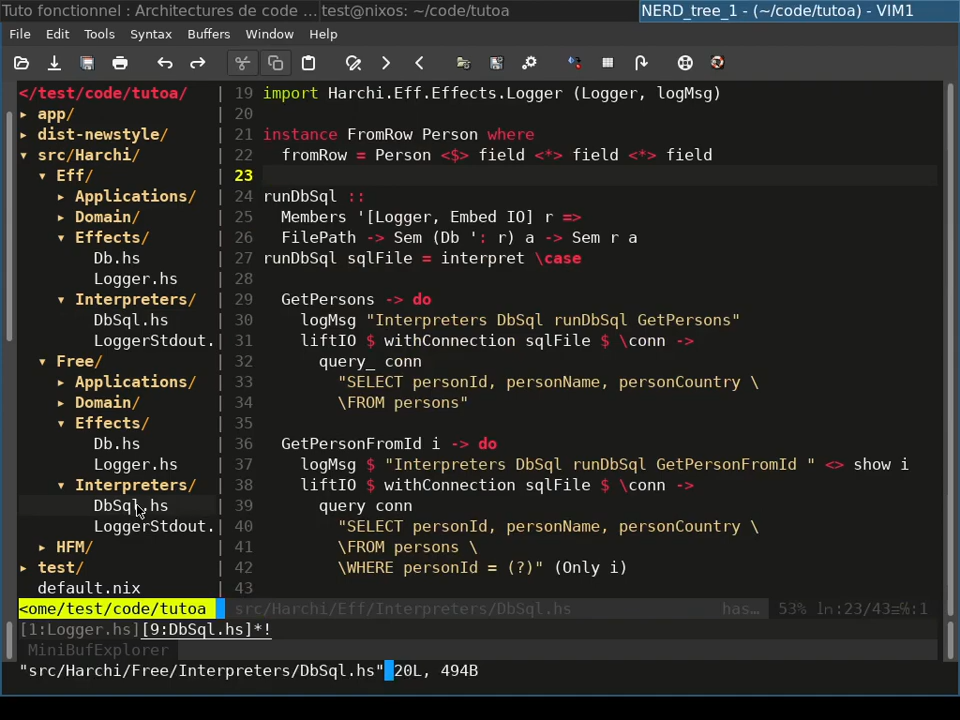 Tuto fonctionnel : Architectures de code ... test@nixos: ~/code/tutoa NERD_tree_1 - (~/code/tutoa) - VIM1
File Edit Tools Syntax Buffers Window Help
</test/code/tutoa/
▸ app/
▸ dist-newstyle/
▾ src/Harchi/
▾ Eff/
▸ Applications/
▸ Domain/
▾ Effects/
Db.hs
Logger.hs
▾ Interpreters/
DbSql.hs
LoggerStdout.
▾ Free/
▸ Applications/
▸ Domain/
▾ Effects/
Db.hs
Logger.hs
▾ Interpreters/
DbSql.hs
LoggerStdout.
▸ HFM/
▸ test/
default.nix
<ome/test/code/tutoa
19 import Harchi.Eff.Effects.Logger (Logger, logMsg)
20
21 instance FromRow Person where
22   fromRow = Person <$> field <*> field <*> field
23
24 runDbSql ::
25   Members '[Logger, Embed IO] r =>
26   FilePath -> Sem (Db ': r) a -> Sem r a
27 runDbSql sqlFile = interpret \case
28
29   GetPersons -> do
30     logMsg "Interpreters DbSql runDbSql GetPersons"
31     liftIO $ withConnection sqlFile $ \conn ->
32       query_ conn
33         "SELECT personId, personName, personCountry \
34         \FROM persons"
35
36   GetPersonFromId i -> do
37     logMsg $ "Interpreters DbSql runDbSql GetPersonFromId " <> show i
38     liftIO $ withConnection sqlFile $ \conn ->
39       query conn
40         "SELECT personId, personName, personCountry \
41         \FROM persons \
42         \WHERE personId = (?)" (Only i)
43
src/Harchi/Eff/Interpreters/DbSql.hs has… 53% ㏑:23/43≡℅:1
[1:Logger.hs][9:DbSql.hs]*!
MiniBufExplorer
"src/Harchi/Free/Interpreters/DbSql.hs" 20L, 494B